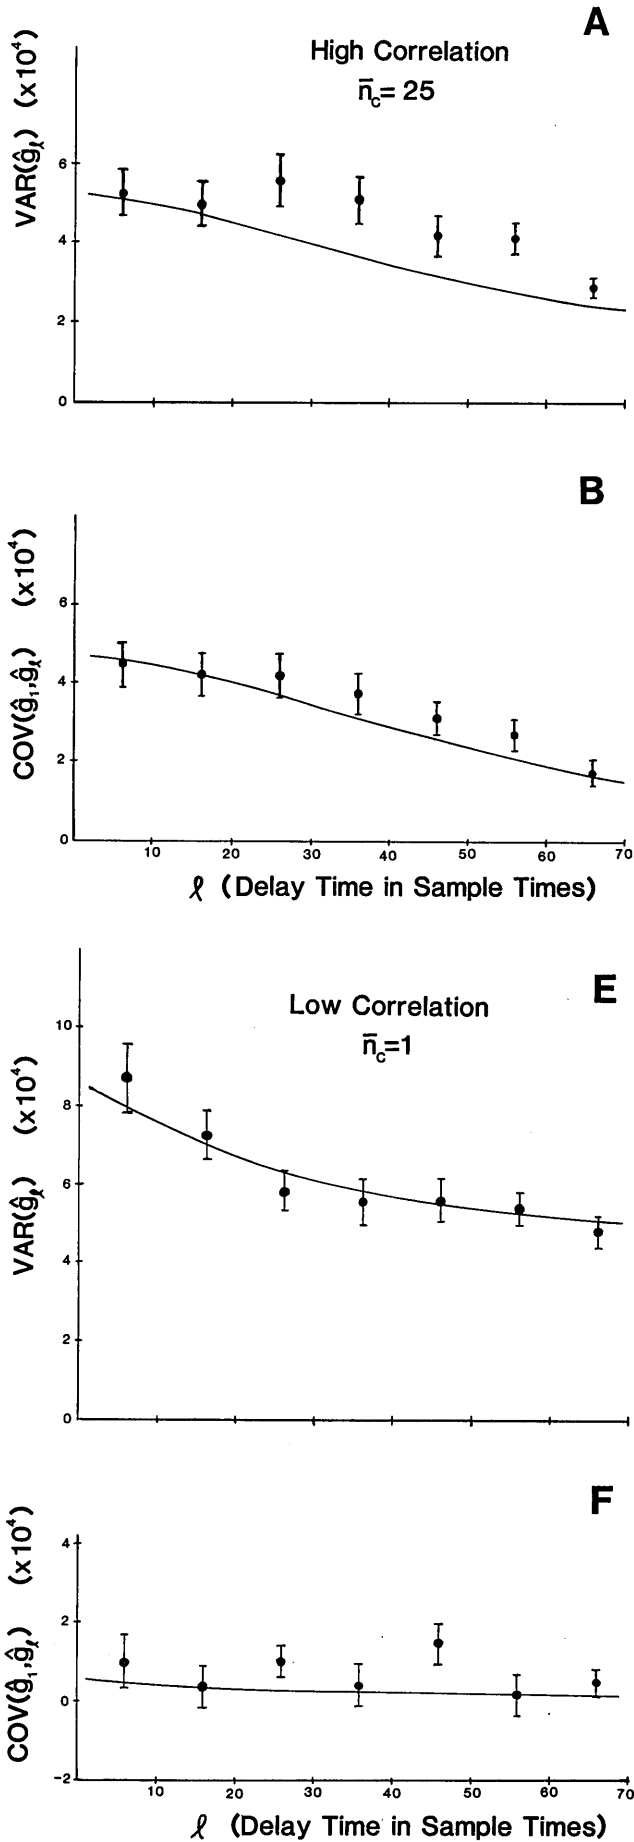 A
High Correlation
n̄c= 25
VAR(ĝℓ) (x10⁴)
6
4
2
0
B
COV(ĝ₁,ĝℓ) (x10⁴)
6
4
2
0
10 20 30 40 50 60 70
ℓ (Delay Time in Sample Times)
E
Low Correlation
n̄c=1
VAR(ĝℓ) (x10⁴)
10
8
6
4
2
0
F
COV(ĝ₁,ĝℓ) (x10⁴)
4
2
0
-2
10 20 30 40 50 60 70
ℓ (Delay Time in Sample Times)